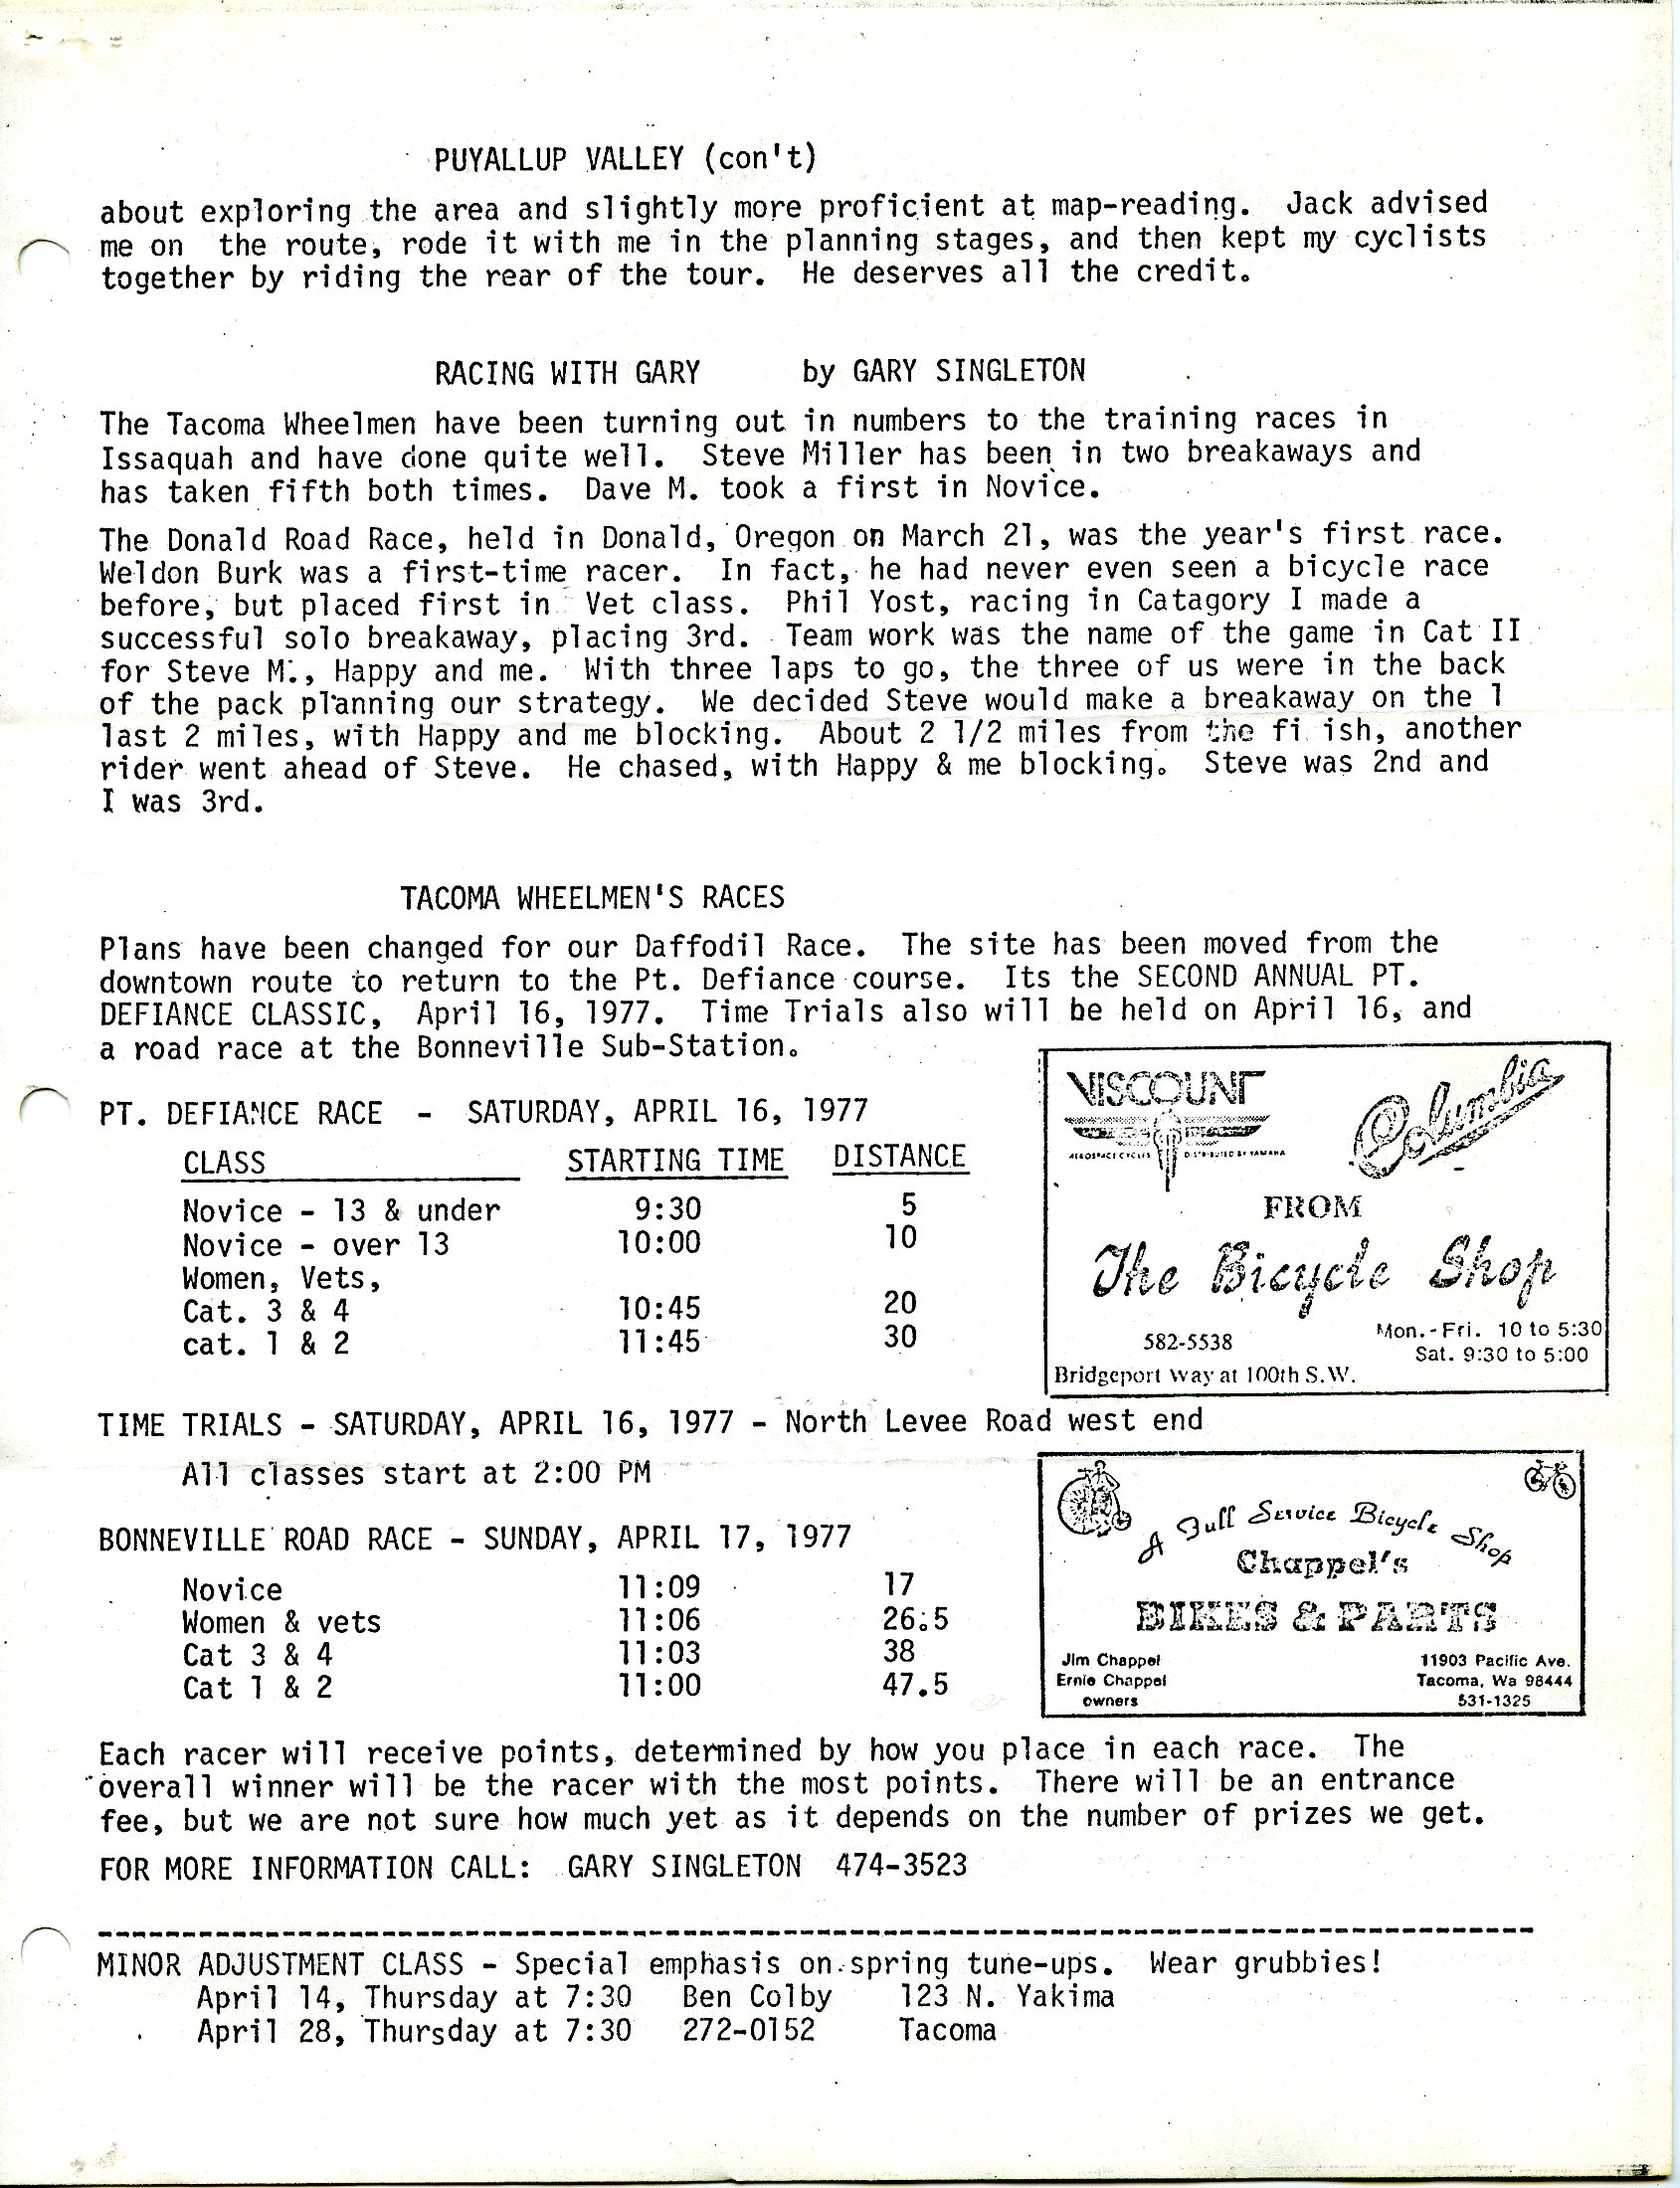 PUYALLUP VALLEY (con't)
about exploring the area and slightly more proficient at map-reading. Jack advised
me on the route, rode it with me in the planning stages, and then kept my cyclists
together by riding the rear of the tour. He deserves all the credit.
RACING WITH GARY by GARY SINGLETON
The Tacoma Wheelmen have been turning out in numbers to the training races in
Issaquah and have done quite well. Steve Miller has been in two breakaways and
has taken fifth both times. Dave M. took a first in Novice.
The Donald Road Race, held in Donald, Oregon on March 21, was the year's first race.
Weldon Burk was a first-time racer. In fact, he had never even seen a bicycle race
before, but placed first in Vet class. Phil Yost, racing in Catagory I made a
successful solo breakaway, placing 3rd. Team work was the name of the game in Cat II
for Steve M., Happy and me. With three laps to go, the three of us were in the back
of the pack planning our strategy. We decided Steve would make a breakaway on the l
last 2 miles, with Happy and me blocking. About 2 1/2 miles from the fi ish, another
rider went ahead of Steve. He chased, with Happy & me blocking. Steve was 2nd and
I was 3rd.
TACOMA WHEELMEN'S RACES
Plans have been changed for our Daffodil Race. The site has been moved from the
downtown route to return to the Pt. Defiance course. Its the SECOND ANNUAL PT.
DEFIANCE CLASSIC, April 16, 1977. Time Trials also will be held on April 16, and
a road race at the Bonneville Sub-Station.
PT. DEFIANCE RACE - SATURDAY, APRIL 16, 1977
CLASS STARTING TIME DISTANCE
Novice - 13 & under 9:30 5
Novice - over 13 10:00 10
Women, Vets,
Cat. 3 & 4 10:45 20
cat. 1 & 2 11:45 30
VISCOUNT
AEROSPACE CYCLES DISTRIBUTED BY YAMAHA
Columbia
FROM
The Bicycle Shop
582-5538
Mon.-Fri. 10 to 5:30
Sat. 9:30 to 5:00
Bridgeport Way at 100th S.W.
TIME TRIALS - SATURDAY, APRIL 16, 1977 - North Levee Road west end
All classes start at 2:00 PM
BONNEVILLE ROAD RACE - SUNDAY, APRIL 17, 1977
Novice 11:09 17
Women & vets 11:06 26.5
Cat 3 & 4 11:03 38
Cat 1 & 2 11:00 47.5
A Full Service Bicycle Shop
Chappel's
BIKES & PARTS
Jim Chappel
Ernie Chappel
owners
11903 Pacific Ave.
Tacoma, Wa 98444
531-1325
Each racer will receive points, determined by how you place in each race. The
overall winner will be the racer with the most points. There will be an entrance
fee, but we are not sure how much yet as it depends on the number of prizes we get.
FOR MORE INFORMATION CALL: GARY SINGLETON 474-3523
MINOR ADJUSTMENT CLASS - Special emphasis on spring tune-ups. Wear grubbies!
April 14, Thursday at 7:30 Ben Colby 123 N. Yakima
April 28, Thursday at 7:30 272-0152 Tacoma